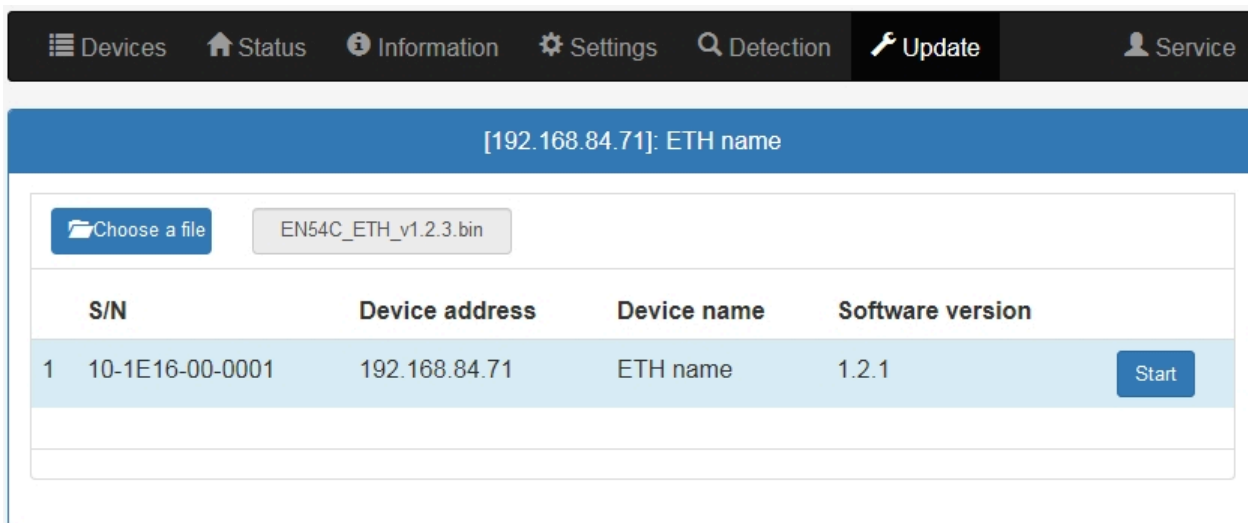 Devices Status Information Settings Detection Update Service
[192.168.84.71]: ETH name
Choose a file EN54C_ETH_v1.2.3.bin
S/N Device address Device name Software version
1 10-1E16-00-0001 192.168.84.71 ETH name 1.2.1 Start